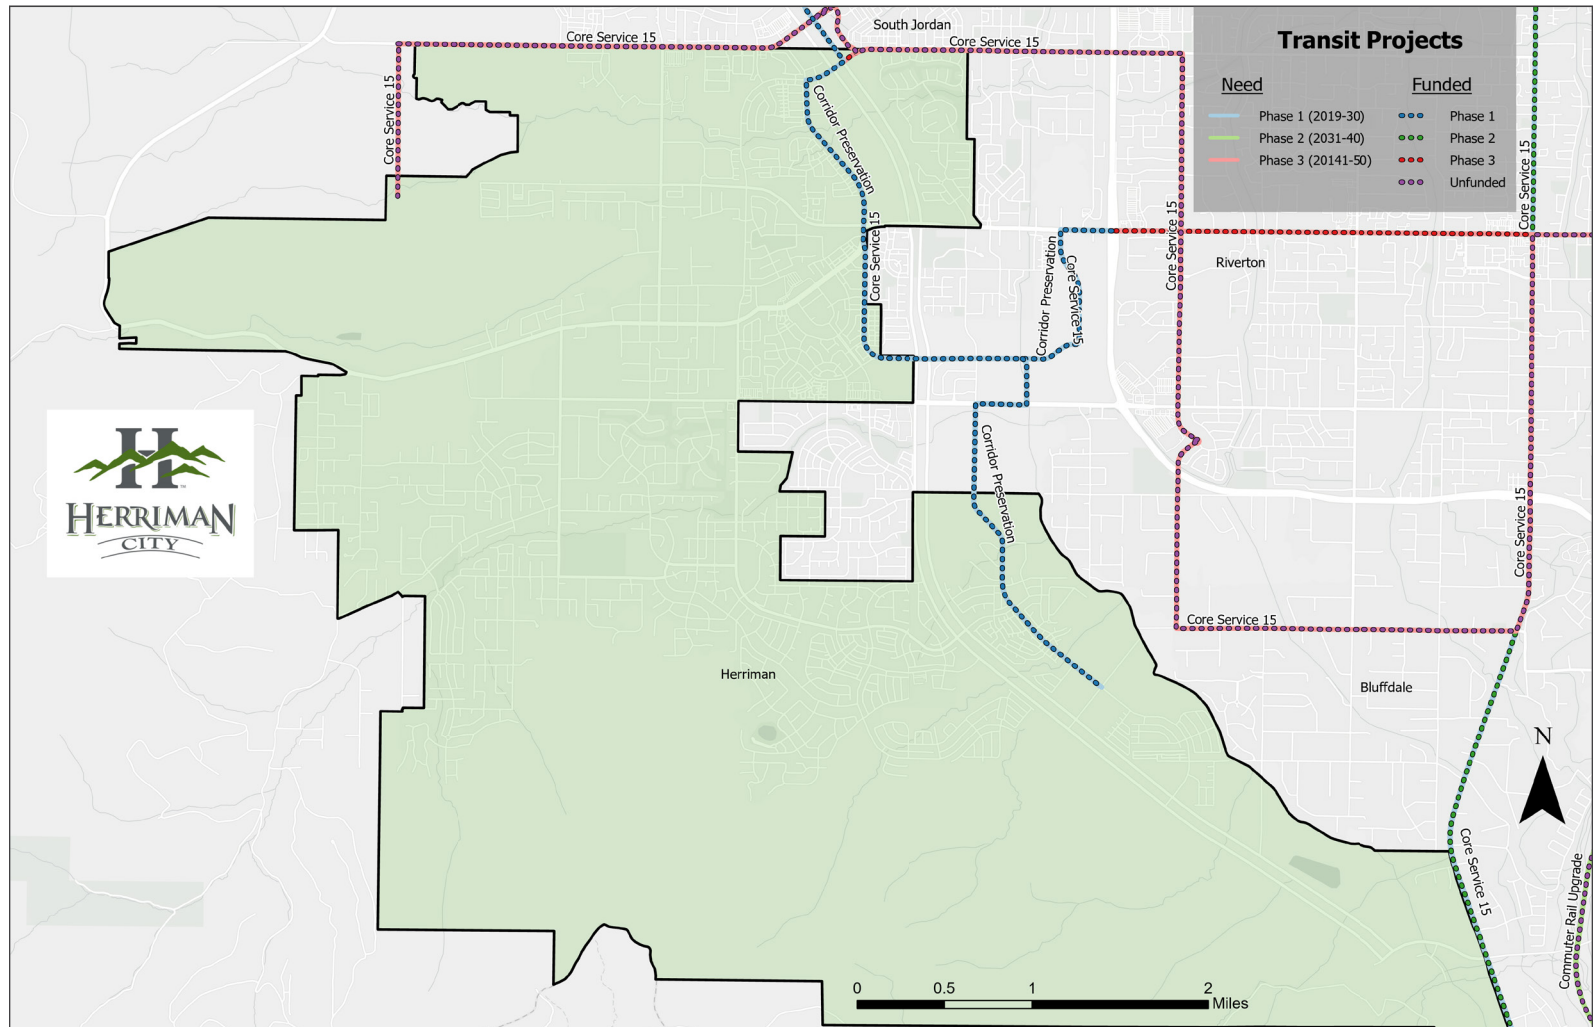 South Jordan
Core Service 15
Core Service 15
Transit Projects
Need
Funded
Phase 1 (2019-30)
Phase 1
Phase 2 (2031-40)
Phase 2
Phase 3 (20141-50)
Phase 3
Unfunded
Core Service 15
Corridor Preservation
Core Service 15
Core Service 15
Core Service 15
Corridor Preservation
Core Service 15
Riverton
Corridor Preservation
H
TM
HERRIMAN
CITY
Core Service 15
Core Service 15
Herriman
Bluffdale
N
Core Service 15
Commuter Rail Upgrade
0
0.5
1
2
Miles